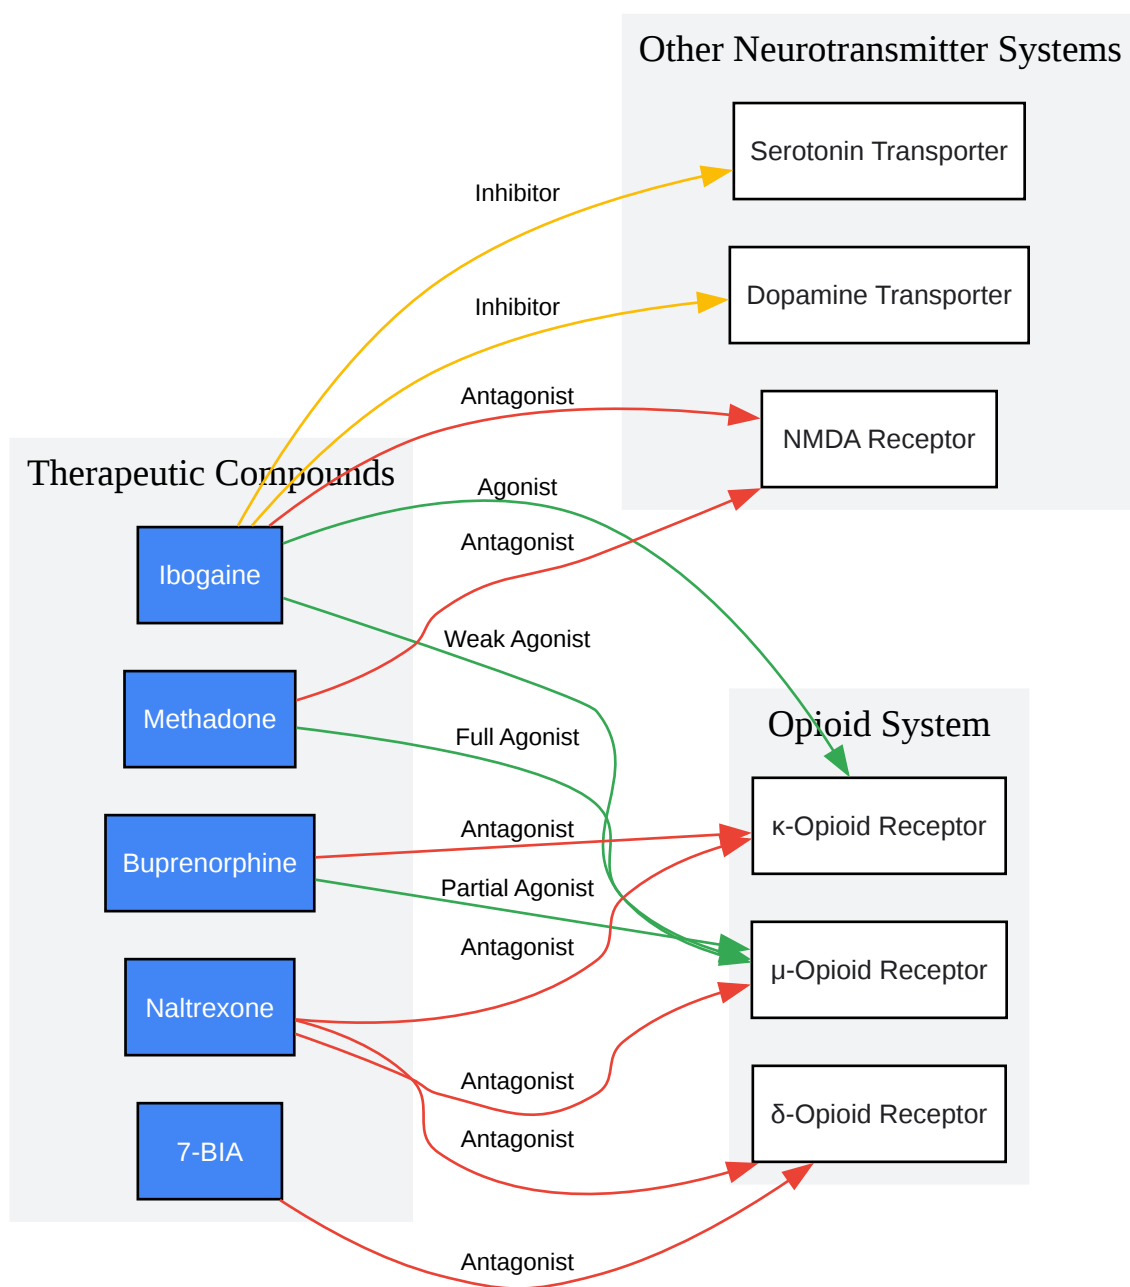 Other Neurotransmitter Systems
Serotonin Transporter
Inhibitor
Dopamine Transporter
Inhibitor
Antagonist
NMDA Receptor
Therapeutic Compounds
Agonist
Antagonist
Ibogaine
Weak Agonist
Methadone
Full Agonist
Opioid System
κ-Opioid Receptor
Antagonist
Buprenorphine
Partial Agonist
Antagonist
μ-Opioid Receptor
Naltrexone
Antagonist
δ-Opioid Receptor
Antagonist
7-BIA
Antagonist